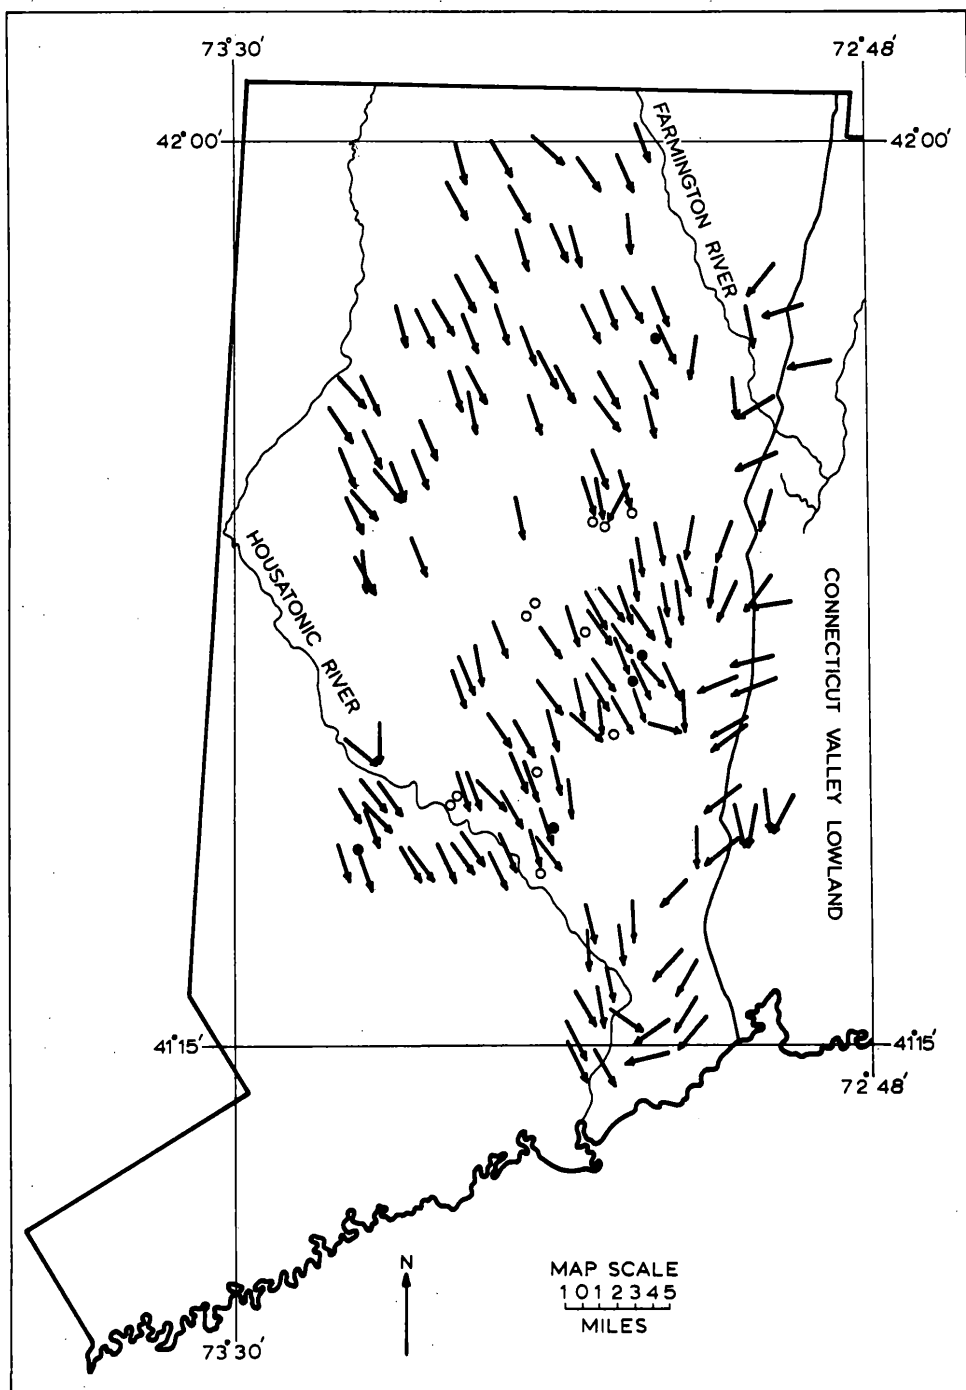 73°30′
72°48′
42°00′
42°00′
FARMINGTON RIVER
HOUSATONIC RIVER
CONNECTICUT VALLEY LOWLAND
41°15′
41°15′
72°48′
N
MAP SCALE
1 0 1 2 3 4 5
MILES
73°30′